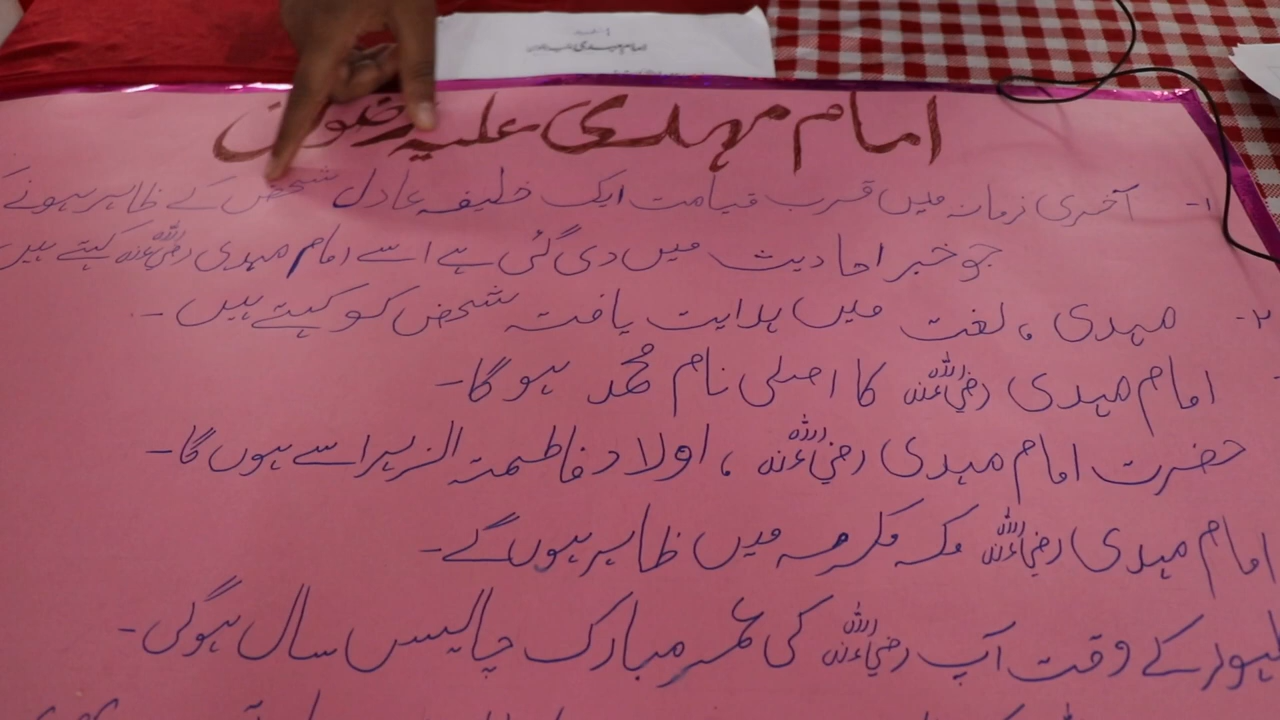 امام مہدی
امام مہدی علیہ رضوان
۱- آخری زمانہ میں قرب قیامت ایک خلیفہ عادل شخص کے ظاہر ہونے
جو خبر احادیث میں دی گئی ہے اسے امام مہدی رضی اللہ عنہ کہتے ہیں
۲- مہدی ، لغت میں ہدایت یافتہ شخص کو کہتے ہیں -
امام مہدی رضی اللہ عنہ کا اصلی نام محمد ہو گا-
حضرت امام مہدی رضی اللہ عنہ ، اولاد فاطمۃ الزہرا سے ہوں گا-
امام مہدی رضی اللہ عنہ مکہ مکرمہ میں ظاہر ہوں گے-
ظہور کے وقت آپ رضی اللہ عنہ کی عمر مبارک چالیس سال ہوگی-